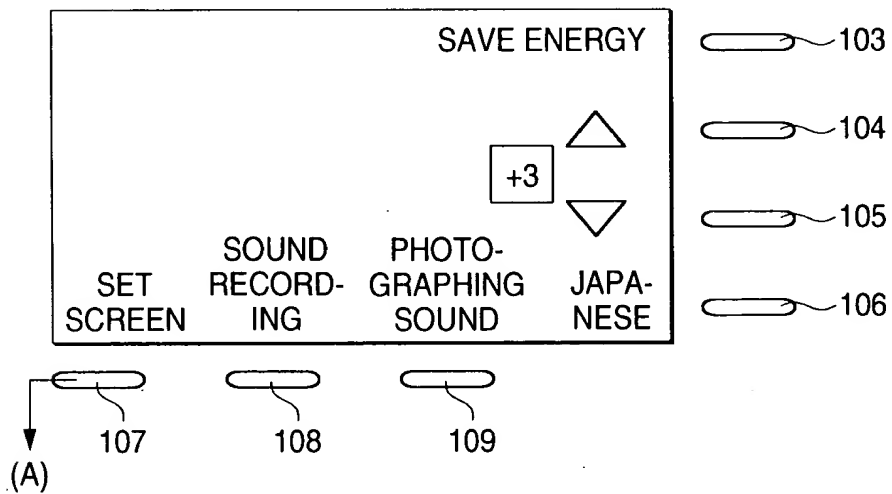 SAVE ENERGY
103
104
+3
105
SOUND
RECORD-
ING
PHOTO-
GRAPHING
SOUND
SET
SCREEN
JAPA-
NESE
106
107
108
109
(A)